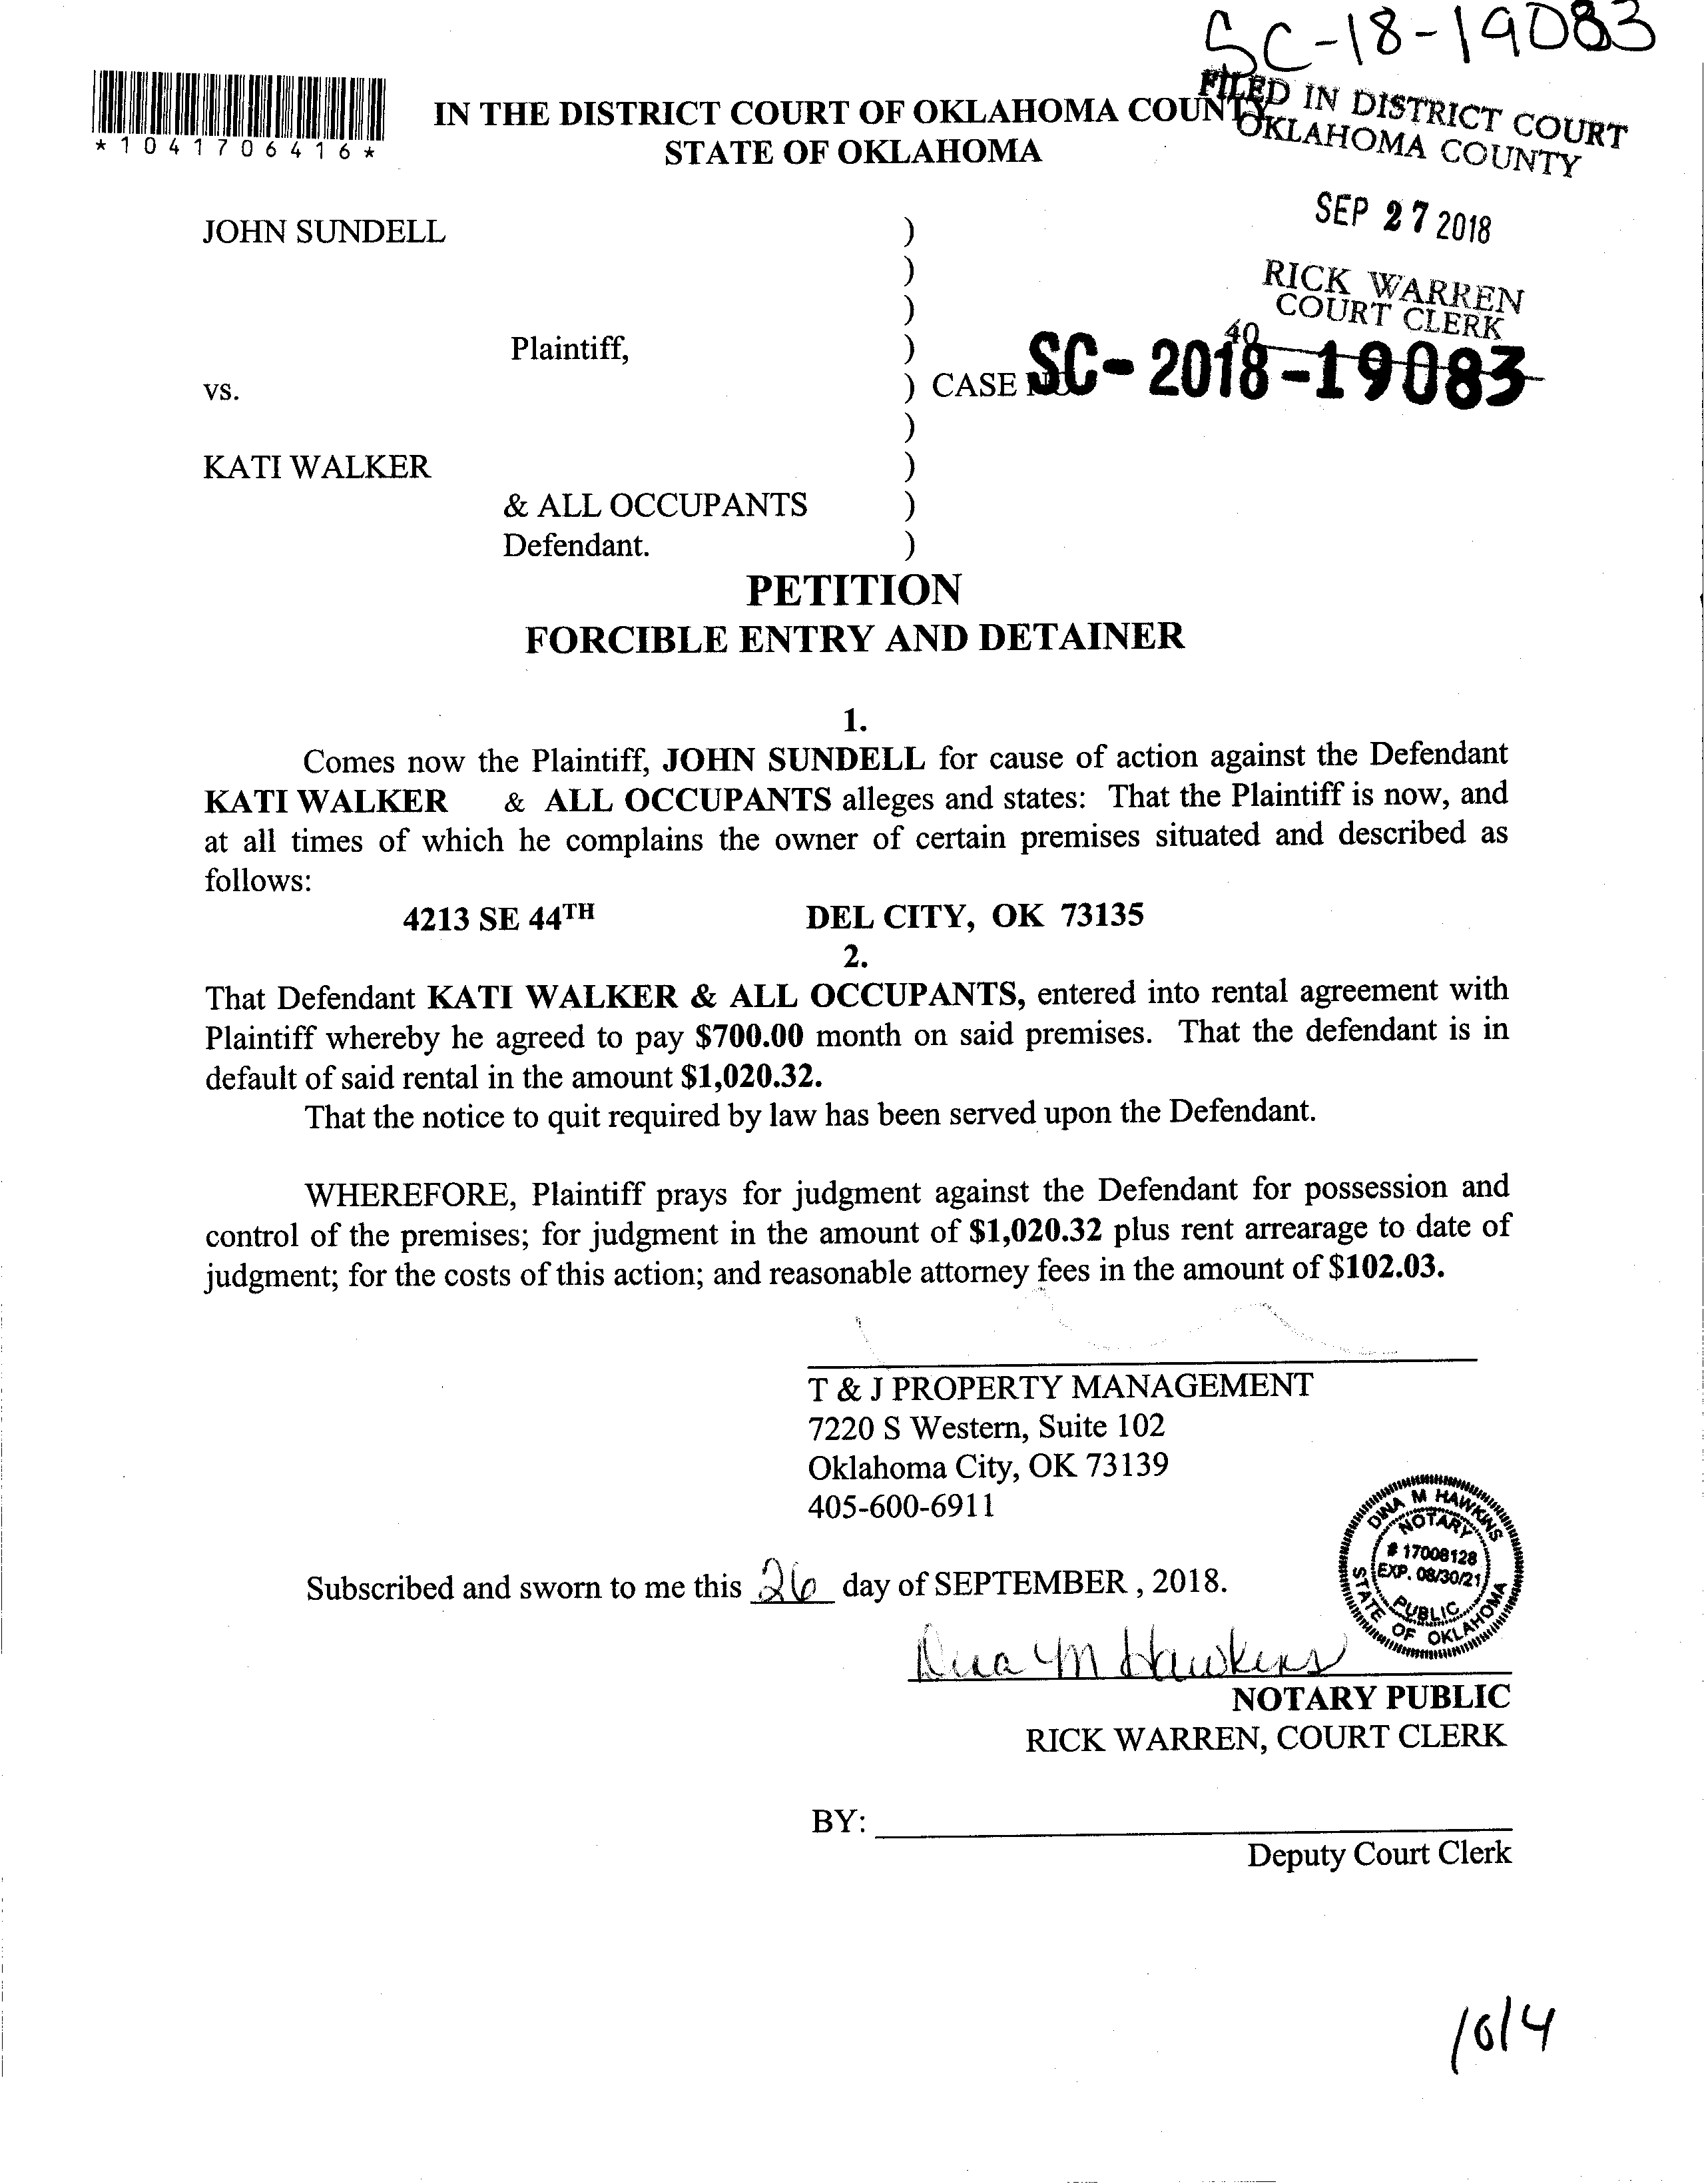 SC-18-19083
*1041706416*
IN THE DISTRICT COURT OF OKLAHOMA COUNTY
STATE OF OKLAHOMA
FILED IN DISTRICT COURT
OKLAHOMA COUNTY
SEP 27 2018
RICK WARREN
COURT CLERK
40
JOHN SUNDELL )
)
)
Plaintiff, )
vs. ) CASE NO SC-2018-19083
)
KATI WALKER )
& ALL OCCUPANTS )
Defendant. )
PETITION
FORCIBLE ENTRY AND DETAINER
1.
Comes now the Plaintiff, JOHN SUNDELL for cause of action against the Defendant
KATI WALKER & ALL OCCUPANTS alleges and states: That the Plaintiff is now, and
at all times of which he complains the owner of certain premises situated and described as
follows:
4213 SE 44TH DEL CITY, OK 73135
2.
That Defendant KATI WALKER & ALL OCCUPANTS, entered into rental agreement with
Plaintiff whereby he agreed to pay $700.00 month on said premises. That the defendant is in
default of said rental in the amount $1,020.32.
That the notice to quit required by law has been served upon the Defendant.
WHEREFORE, Plaintiff prays for judgment against the Defendant for possession and
control of the premises; for judgment in the amount of $1,020.32 plus rent arrearage to date of
judgment; for the costs of this action; and reasonable attorney fees in the amount of $102.03.
T & J PROPERTY MANAGEMENT
7220 S Western, Suite 102
Oklahoma City, OK 73139
405-600-6911
DINA M HAWKINS
NOTARY
# 17008128
EXP. 08/30/21
PUBLIC
STATE OF OKLAHOMA
Subscribed and sworn to me this 26 day of SEPTEMBER , 2018.
Dina M Hawkins
NOTARY PUBLIC
RICK WARREN, COURT CLERK
BY:
Deputy Court Clerk
10/4